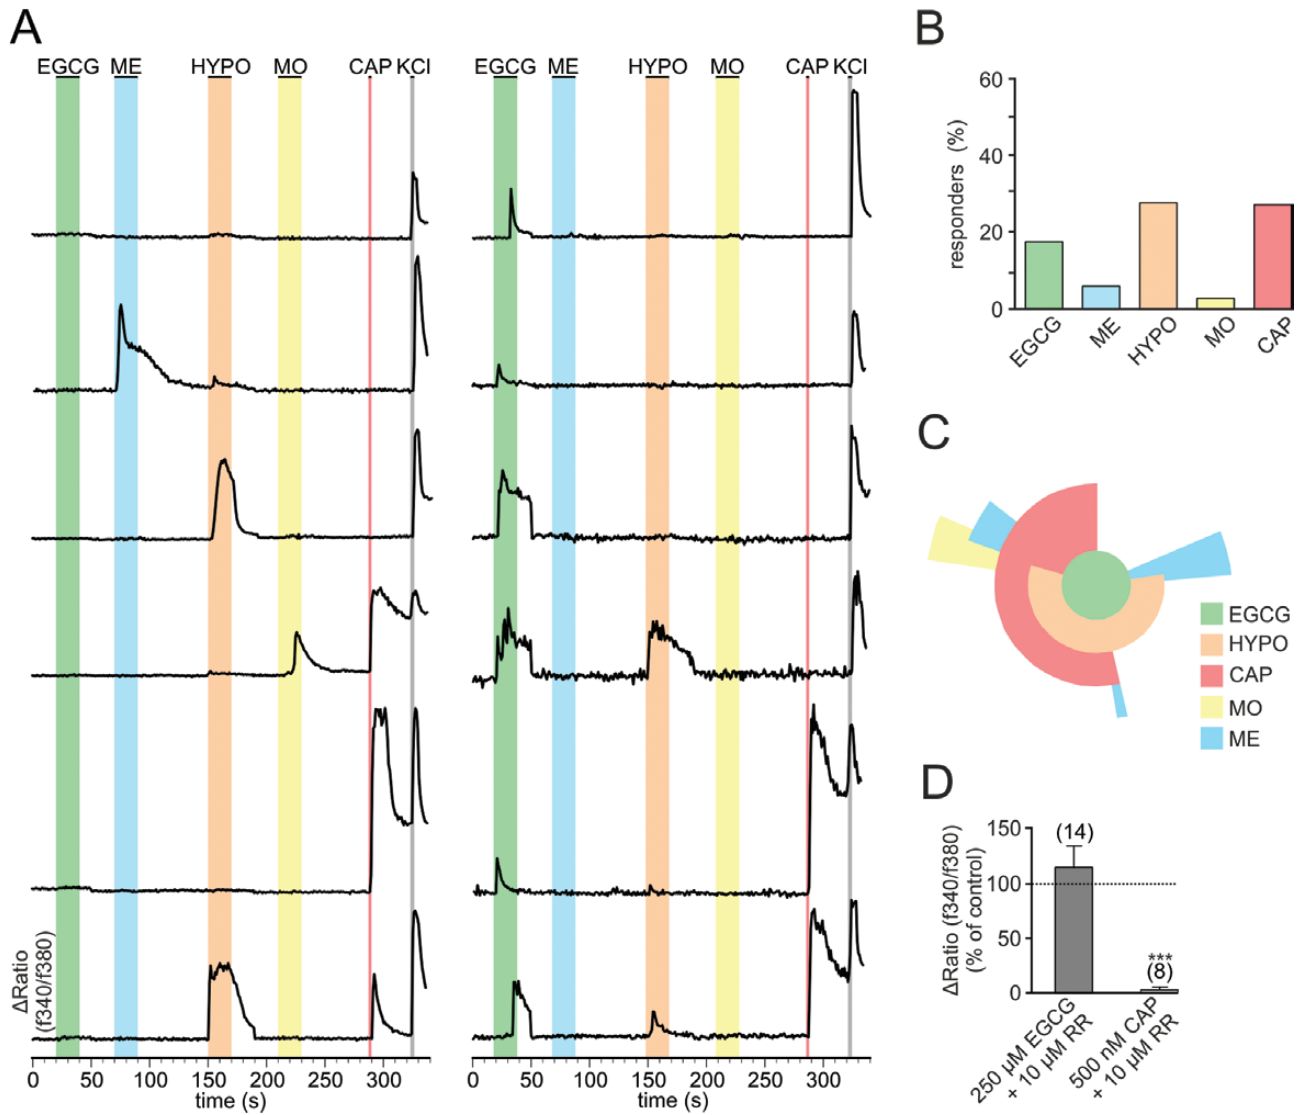 A
EGCG ME HYPO MO CAP KCl
EGCG ME HYPO MO CAP KCl
ΔRatio
(f340/f380)
0 50 100 150 200 250 300
time (s)
0 50 100 150 200 250 300
time (s)
B
responders (%)
60
40
20
0
EGCG
ME
HYPO
MO
CAP
C
EGCG
HYPO
CAP
MO
ME
D
ΔRatio (f340/f380)
(% of control)
150
100
50
0
(14)
***
(8)
250 µM EGCG
+ 10 µM RR
500 nM CAP
+ 10 µM RR